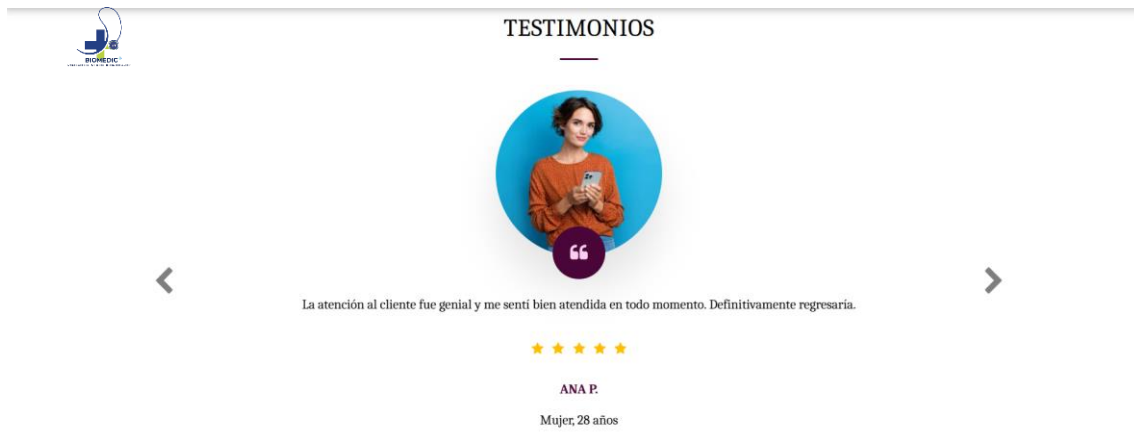 TESTIMONIOS
BIOMEDIC
La atención al cliente fue genial y me sentí bien atendida en todo momento. Definitivamente regresaría.
ANA P.
Mujer, 28 años